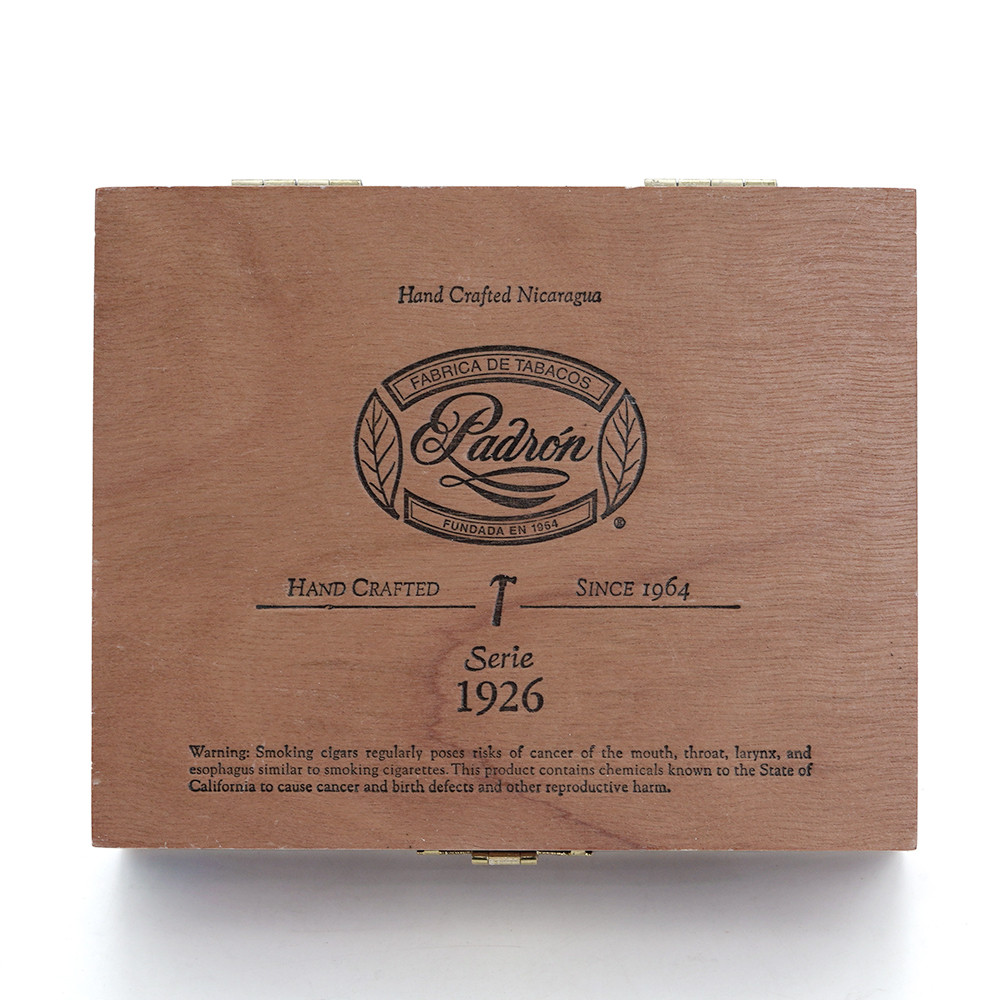 Hand Crafted Nicaragua
FABRICA DE TABACOS
Padrón
FUNDADA EN 1964
®
HAND CRAFTED SINCE 1964
Serie
1926
Warning: Smoking cigars regularly poses risks of cancer of the mouth, throat, larynx, and
esophagus similar to smoking cigarettes. This product contains chemicals known to the State of
California to cause cancer and birth defects and other reproductive harm.